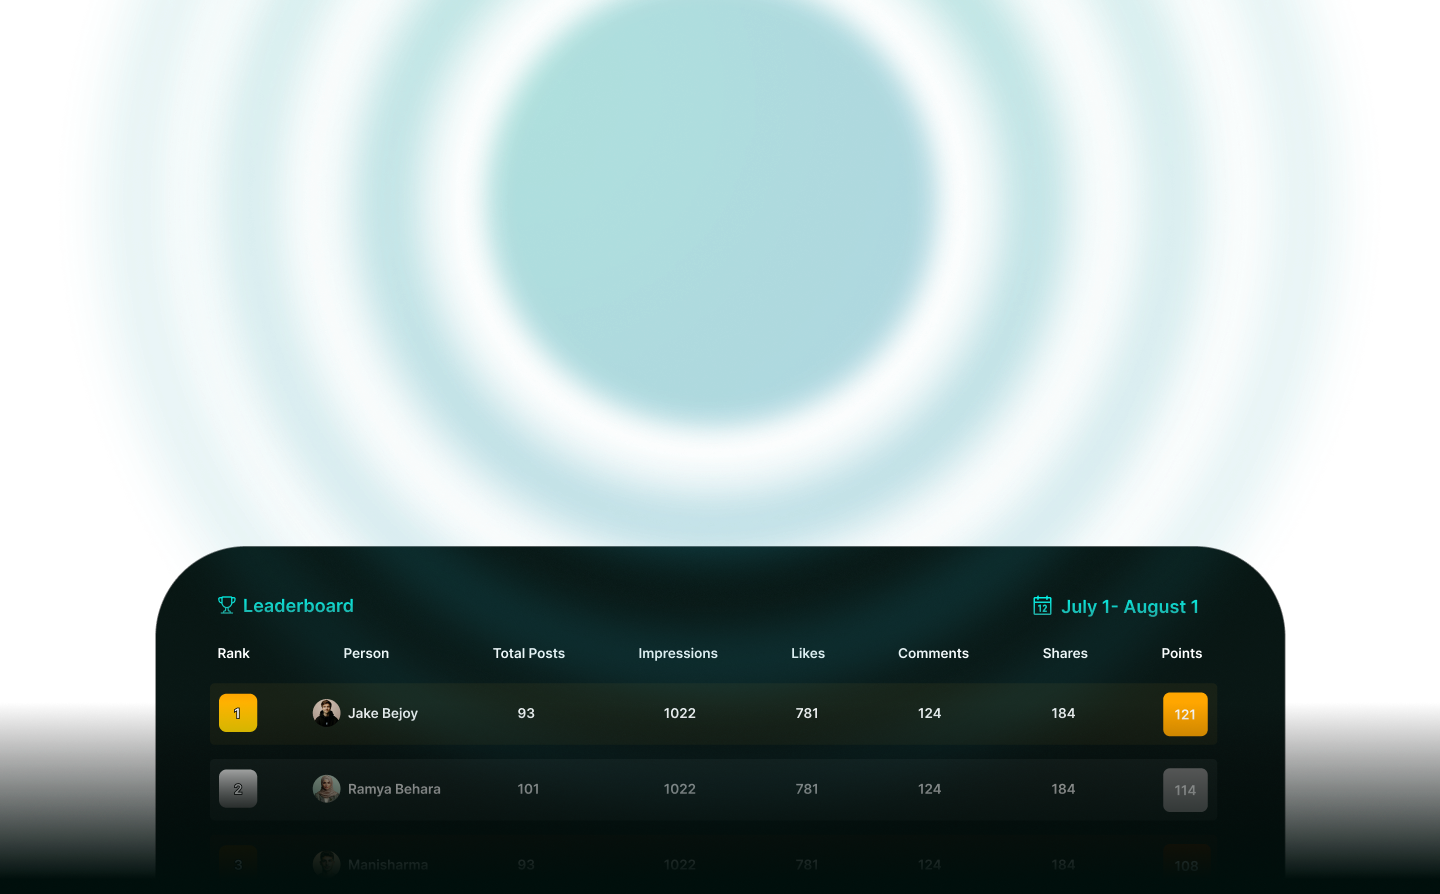 Leaderboard
12
July 1- August 1
Rank Person Total Posts Impressions Likes Comments Shares Points
1 Jake Bejoy 93 1022 781 124 184 121
2 Ramya Behara 101 1022 781 124 184 114
3 Manisharma 93 1022 781 124 184 108